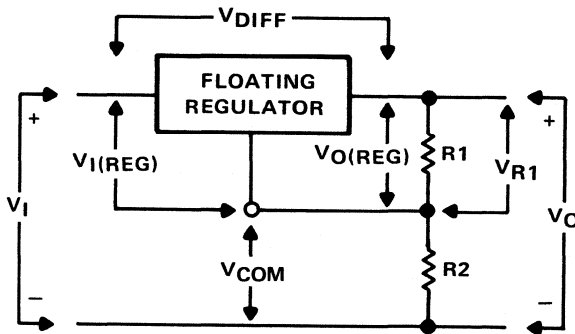 VDIFF
FLOATING
REGULATOR
+
+
VI(REG)
VO(REG)
R1
VR1
VI
VO
VCOM
R2
−
−